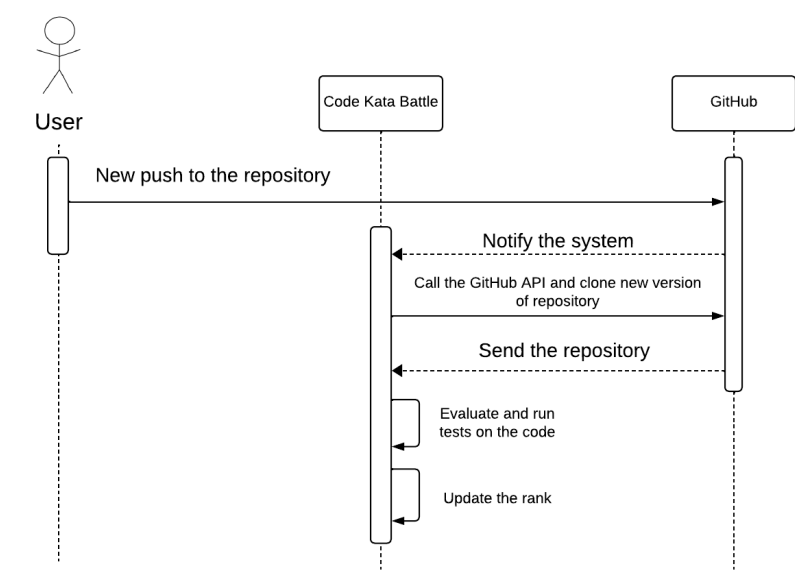 Code Kata Battle
GitHub
User
New push to the repository
Notify the system
Call the GitHub API and clone new version
of repository
Send the repository
Evaluate and run
tests on the code
Update the rank